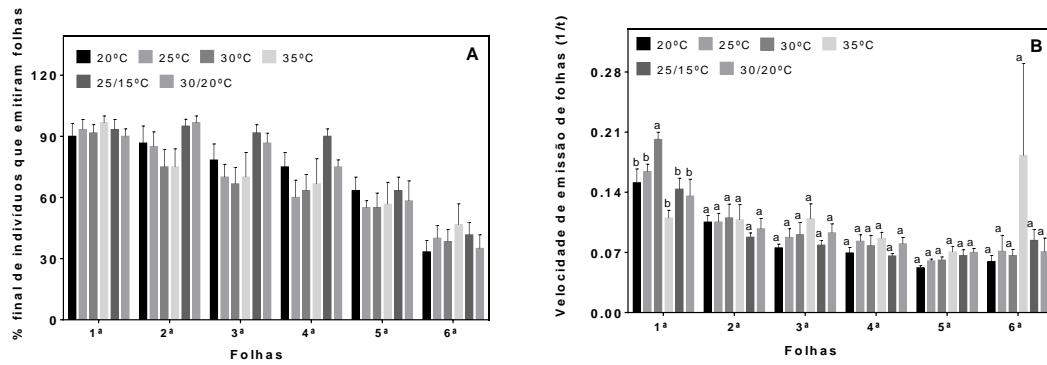 % final de indivíduos que emitiram folhas
A
20ºC 25ºC 30ºC 35ºC
25/15ºC 30/20ºC
120
90
60
30
0
1ª 2ª 3ª 4ª 5ª 6ª
Folhas
Velocidade de emissão de folhas (1/t)
B
20ºC 25ºC 30ºC 35ºC
25/15ºC 30/20ºC
0.28
0.21
0.14
0.07
0.00
b b a b b b
a a a a a a
a a a a a a
a a a a a a
a a a a a a
a a a a a a
1ª 2ª 3ª 4ª 5ª 6ª
Folhas